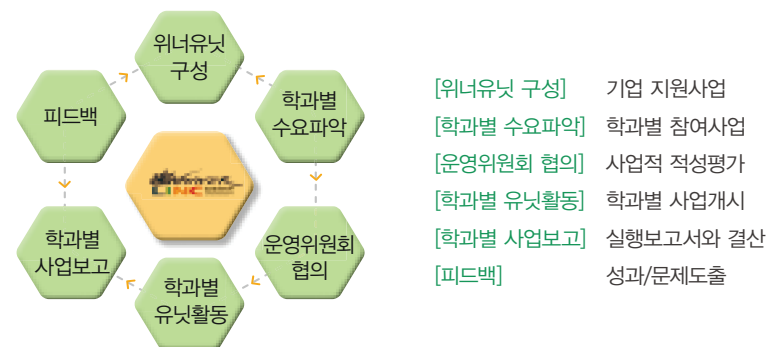 위너유닛
구성
학과별
수요파악
운영위원회
협의
학과별
유닛활동
학과별
사업보고
피드백
LINC
[위너유닛 구성] 기업 지원사업
[학과별 수요파악] 학과별 참여사업
[운영위원회 협의] 사업적 적성평가
[학과별 유닛활동] 학과별 사업개시
[학과별 사업보고] 실행보고서와 결산
[피드백] 성과/문제도출